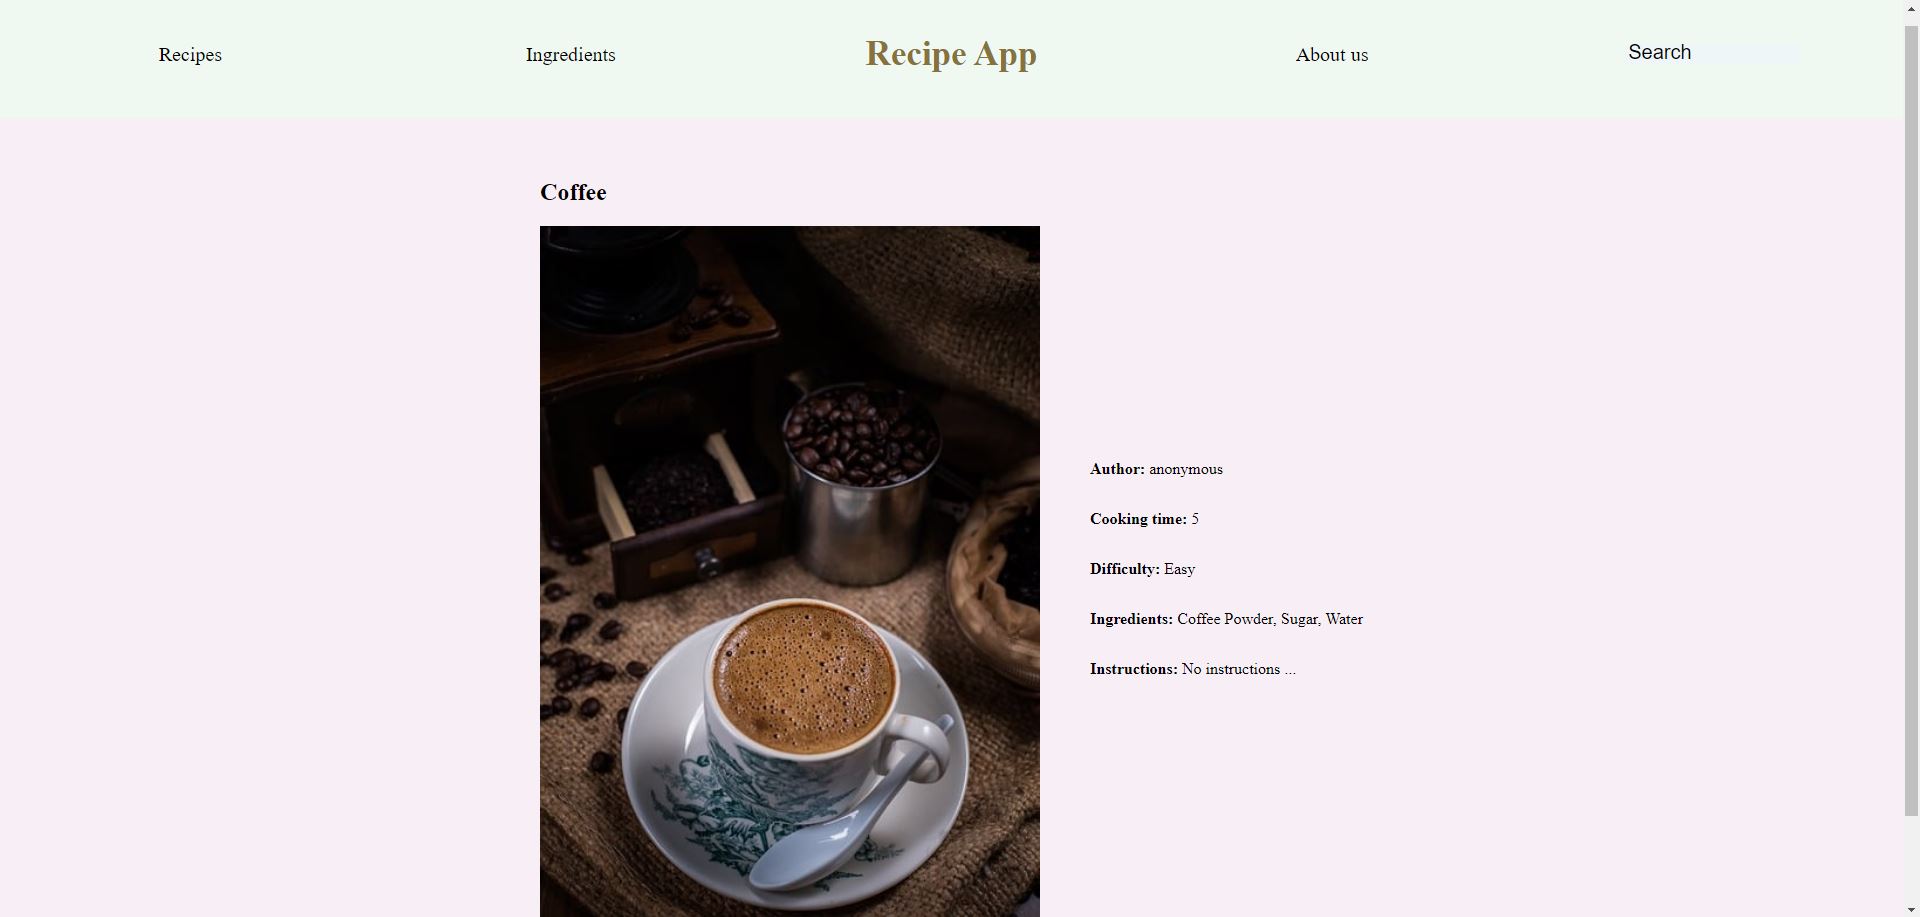 Recipes
Ingredients
Recipe App
About us
Search
Coffee
Author: anonymous
Cooking time: 5
Difficulty: Easy
Ingredients: Coffee Powder, Sugar, Water
Instructions: No instructions ...